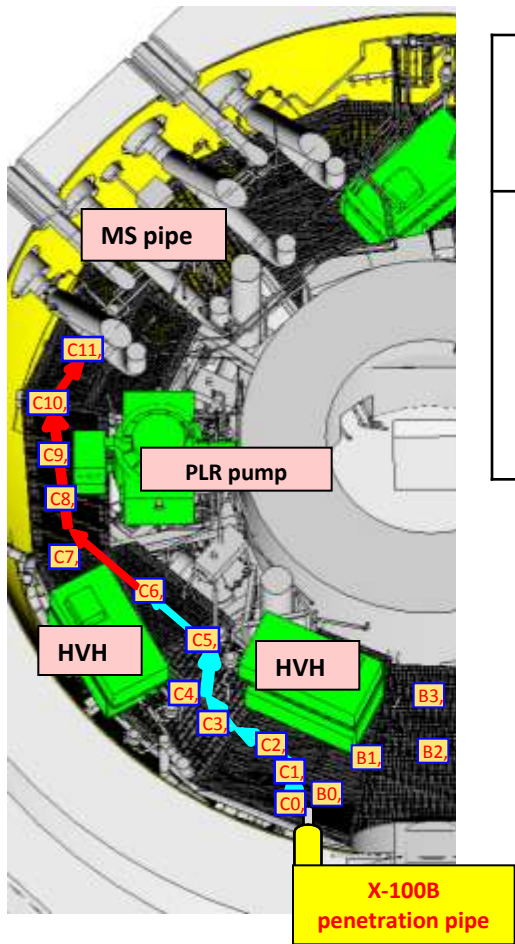 MS pipe
C11,
C10,
C9,
PLR pump
C8,
C7,
C6,
C5,
HVH
HVH
C4,
B3,
C3,
C2,
B2,
B1,
C1,
B0,
C0,
X-100B
penetration pipe